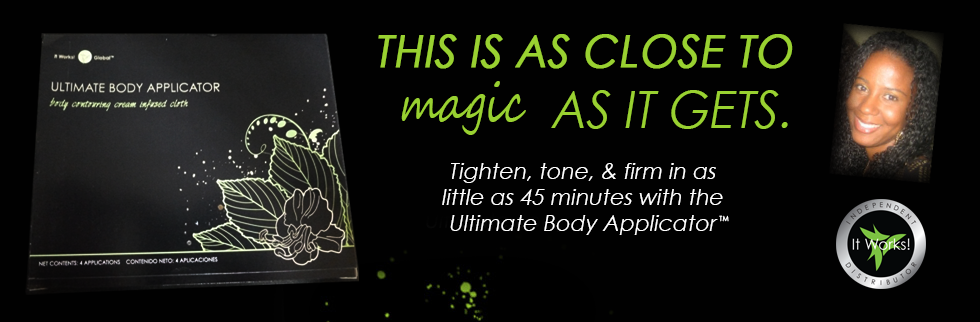 It Works! Global™
ULTIMATE BODY APPLICATOR
body contouring cream infused cloth
NET CONTENTS: 4 APPLICATIONS CONTENIDO NETO: 4 APLICACIONES
THIS IS AS CLOSE TO
magic AS IT GETS.
Tighten, tone, & firm in as
little as 45 minutes with the
Ultimate Body Applicator™
INDEPENDENT
It Works!
DISTRIBUTOR